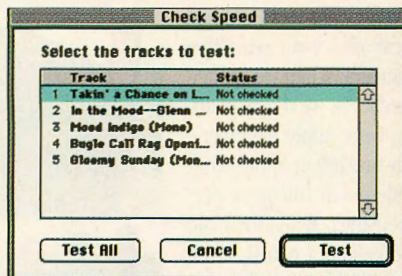 Check Speed
Select the tracks to test:
Track Status
1 Takin' a Chance on L... Not checked
2 In the Mood--Glenn ... Not checked
3 Mood Indigo (Mono) Not checked
4 Bugle Call Rag Openi... Not checked
5 Gloomy Sunday (Mon... Not checked
Test All Cancel Test